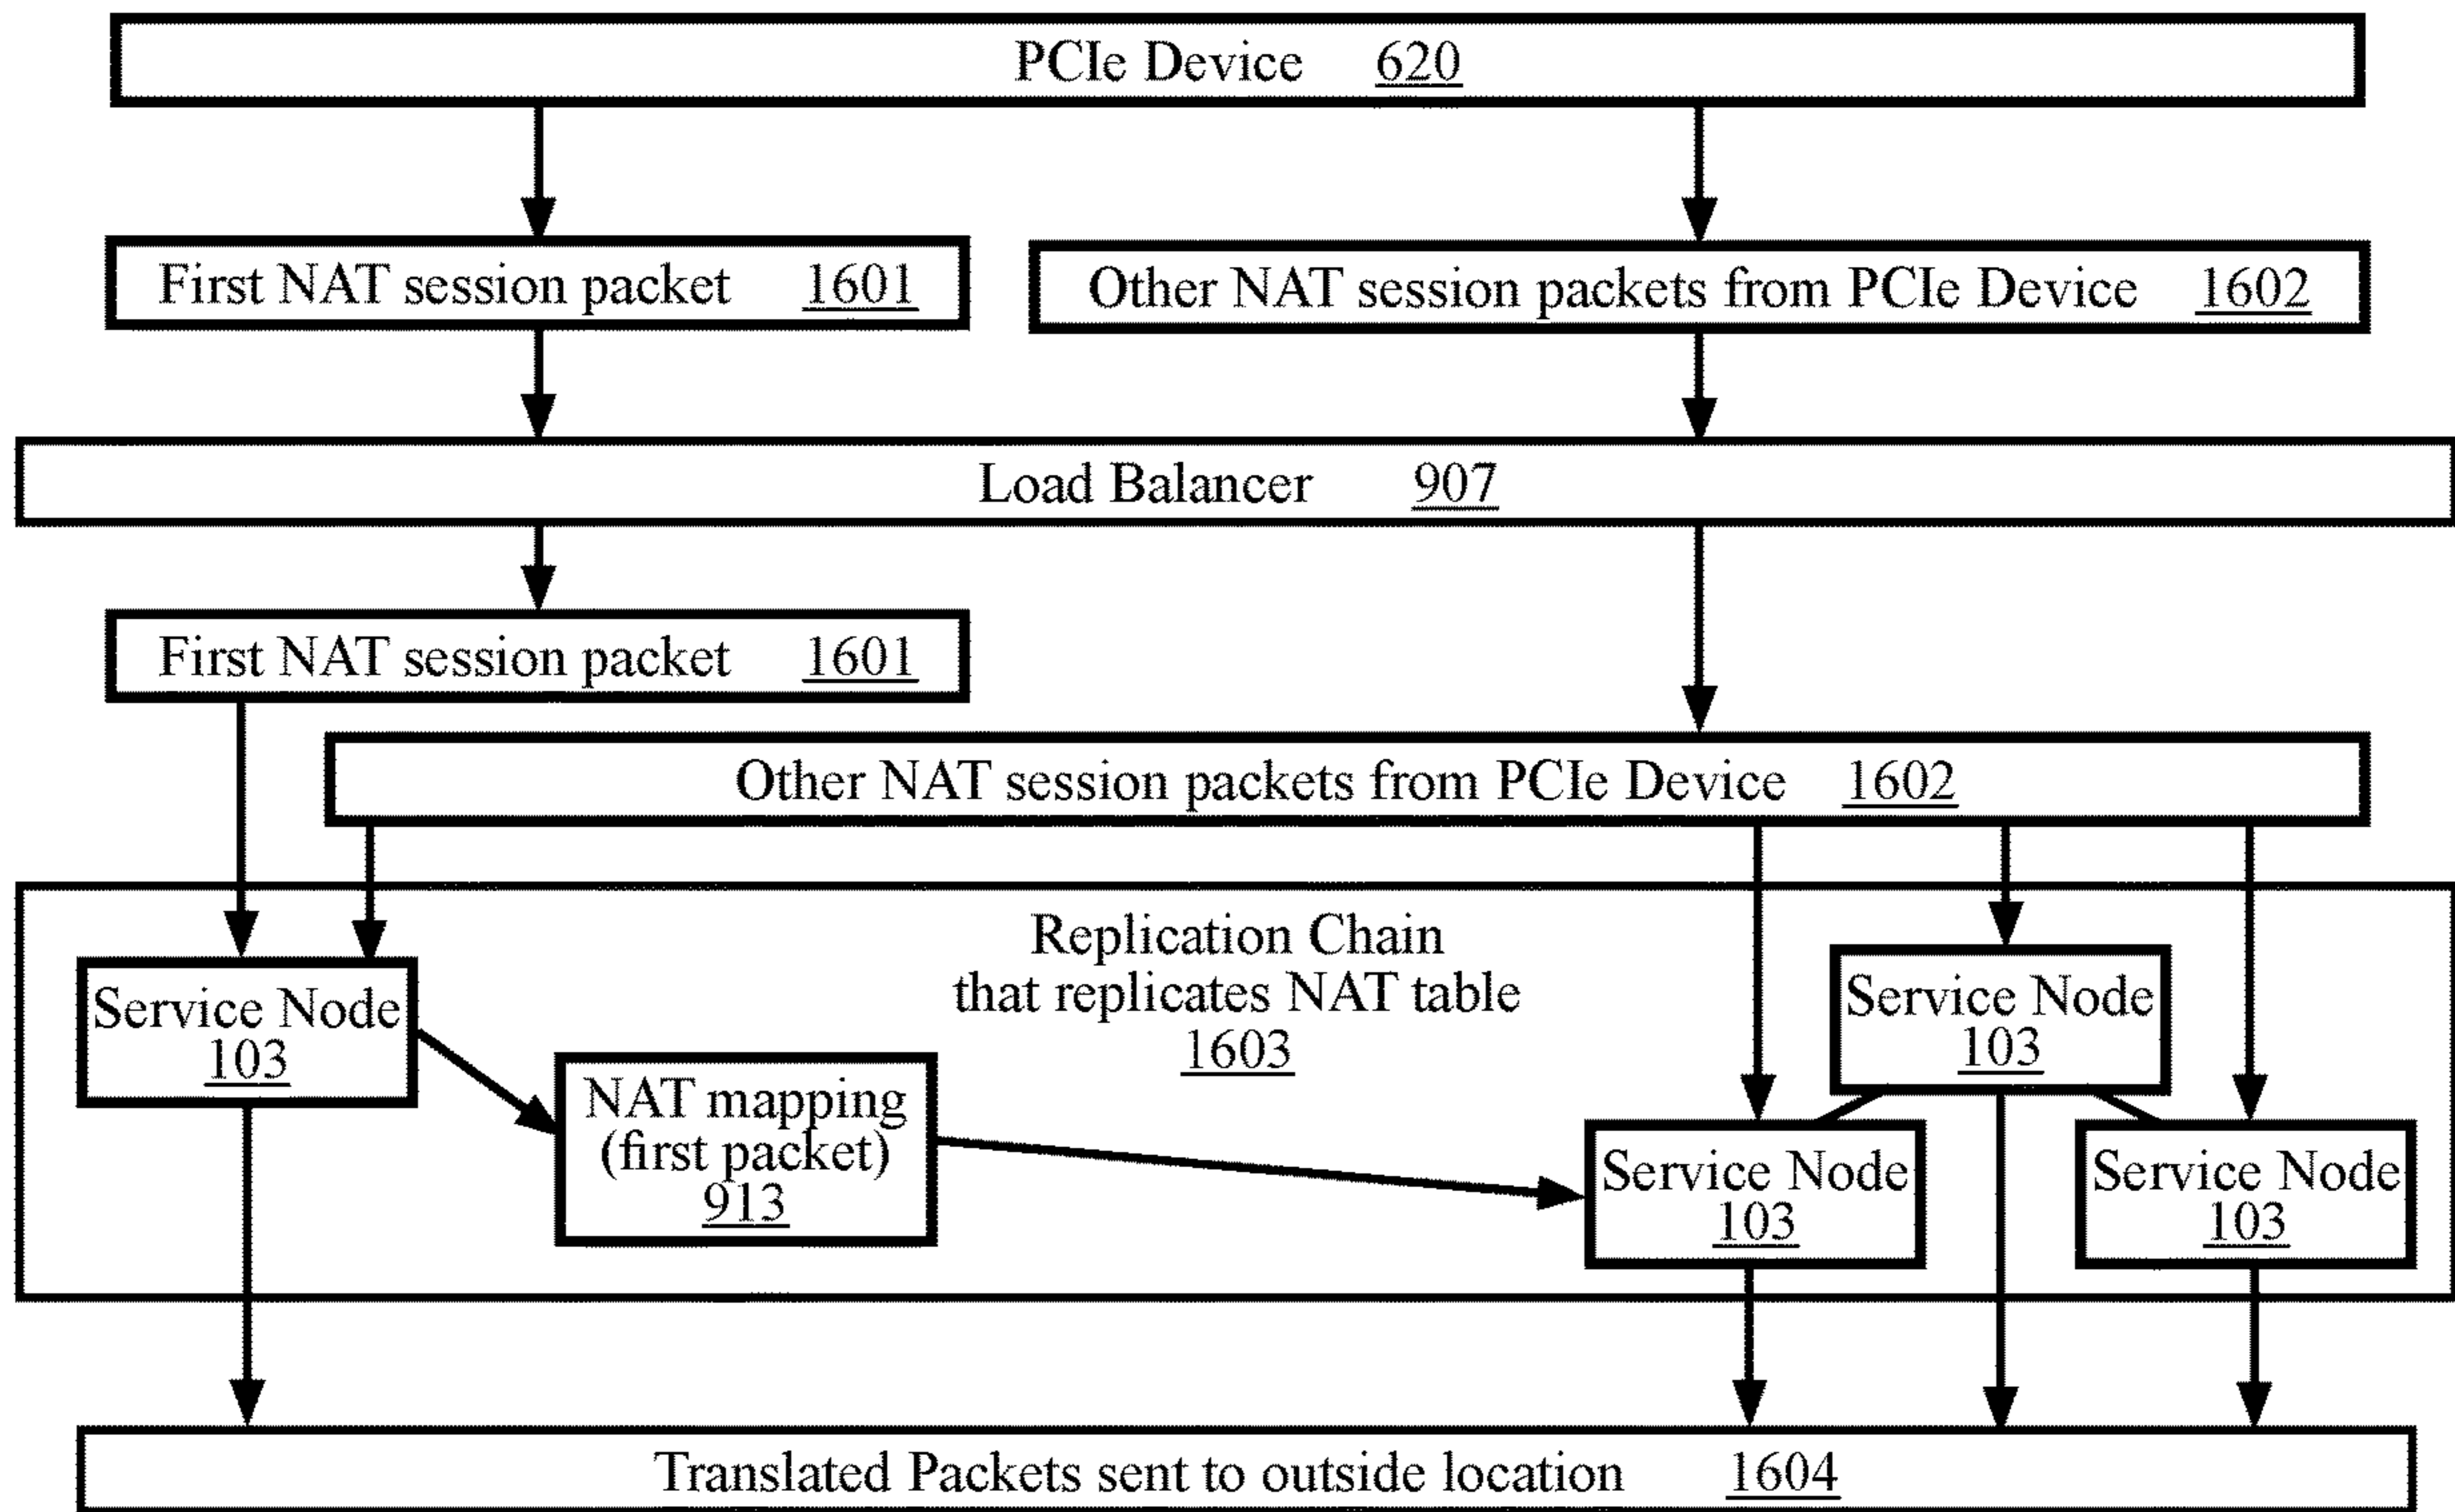 PCIe Device 620
First NAT session packet 1601
Other NAT session packets from PCIe Device 1602
Load Balancer 907
First NAT session packet 1601
Other NAT session packets from PCIe Device 1602
Replication Chain
that replicates NAT table
1603
Service Node
103
NAT mapping
(first packet)
913
Service Node
103
Service Node
103
Service Node
103
Translated Packets sent to outside location 1604